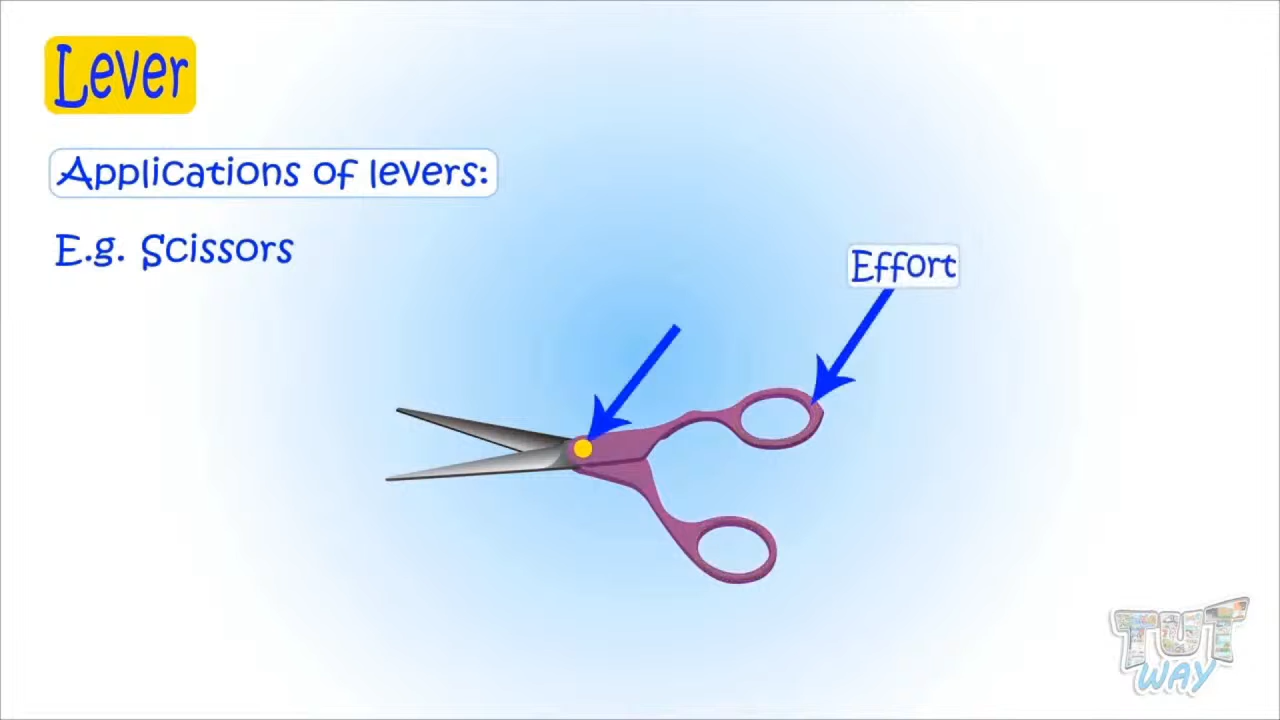 Lever
Applications of levers:
E.g. Scissors
Effort
TUT
WAY